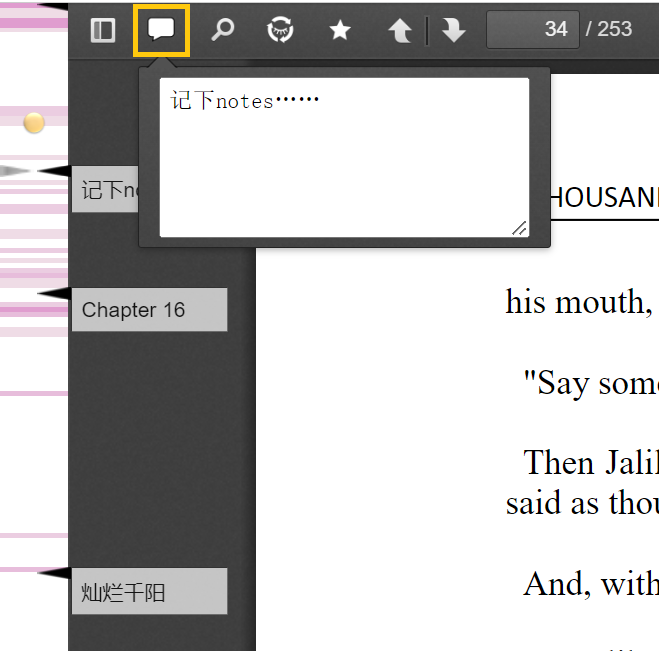 34 / 253
记下notes……
记下no
HOUSAN
his mouth,
Chapter 16
"Say som
Then Jalil
said as thou
And, with
灿烂千阳